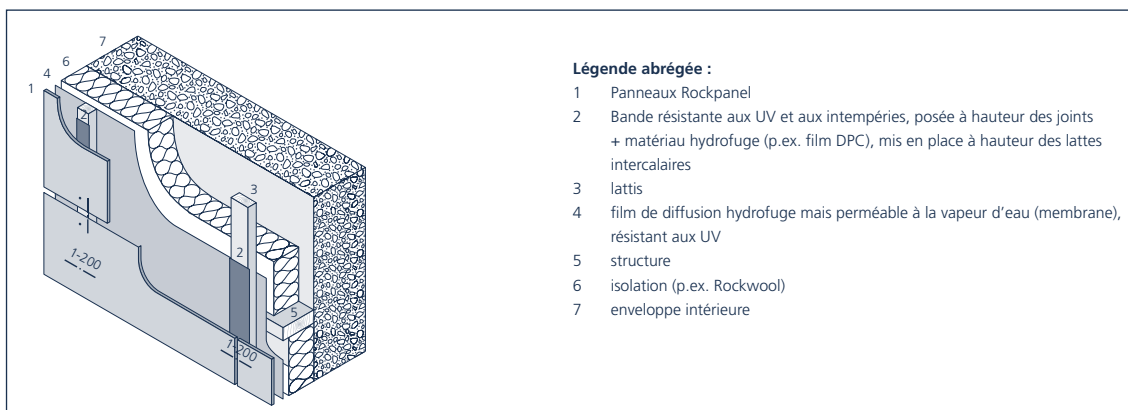 7
6
4
1
2
3
2
5
1-200
1-200
Légende abrégée :
1 Panneaux Rockpanel
2 Bande résistante aux UV et aux intempéries, posée à hauteur des joints
+ matériau hydrofuge (p.ex. film DPC), mis en place à hauteur des lattes
intercalaires
3 lattis
4 film de diffusion hydrofuge mais perméable à la vapeur d’eau (membrane),
résistant aux UV
5 structure
6 isolation (p.ex. Rockwool)
7 enveloppe intérieure